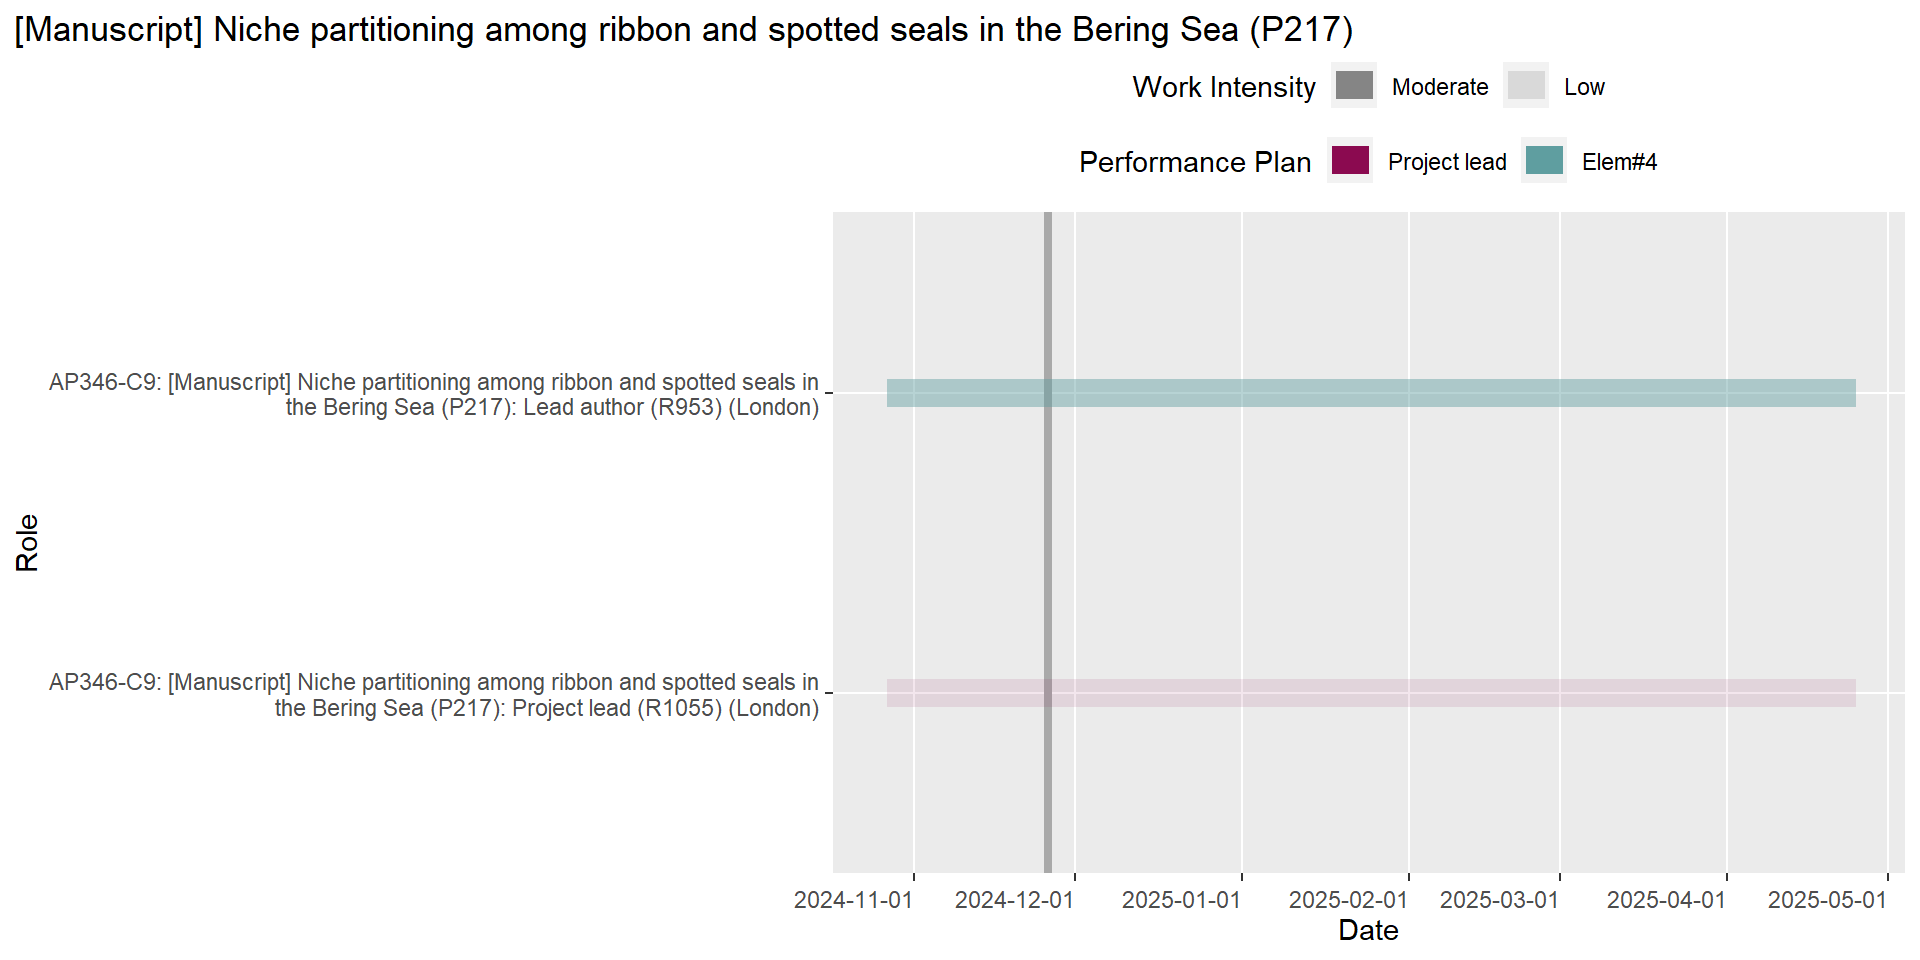 [Manuscript] Niche partitioning among ribbon and spotted seals in the Bering Sea (P217)
Work Intensity Moderate Low
Performance Plan Project lead Elem#4
Role
AP346-C9: [Manuscript] Niche partitioning among ribbon and spotted seals in
the Bering Sea (P217): Lead author (R953) (London)
AP346-C9: [Manuscript] Niche partitioning among ribbon and spotted seals in
the Bering Sea (P217): Project lead (R1055) (London)
2024-11-01 2024-12-01 2025-01-01 2025-02-01 2025-03-01 2025-04-01 2025-05-01
Date